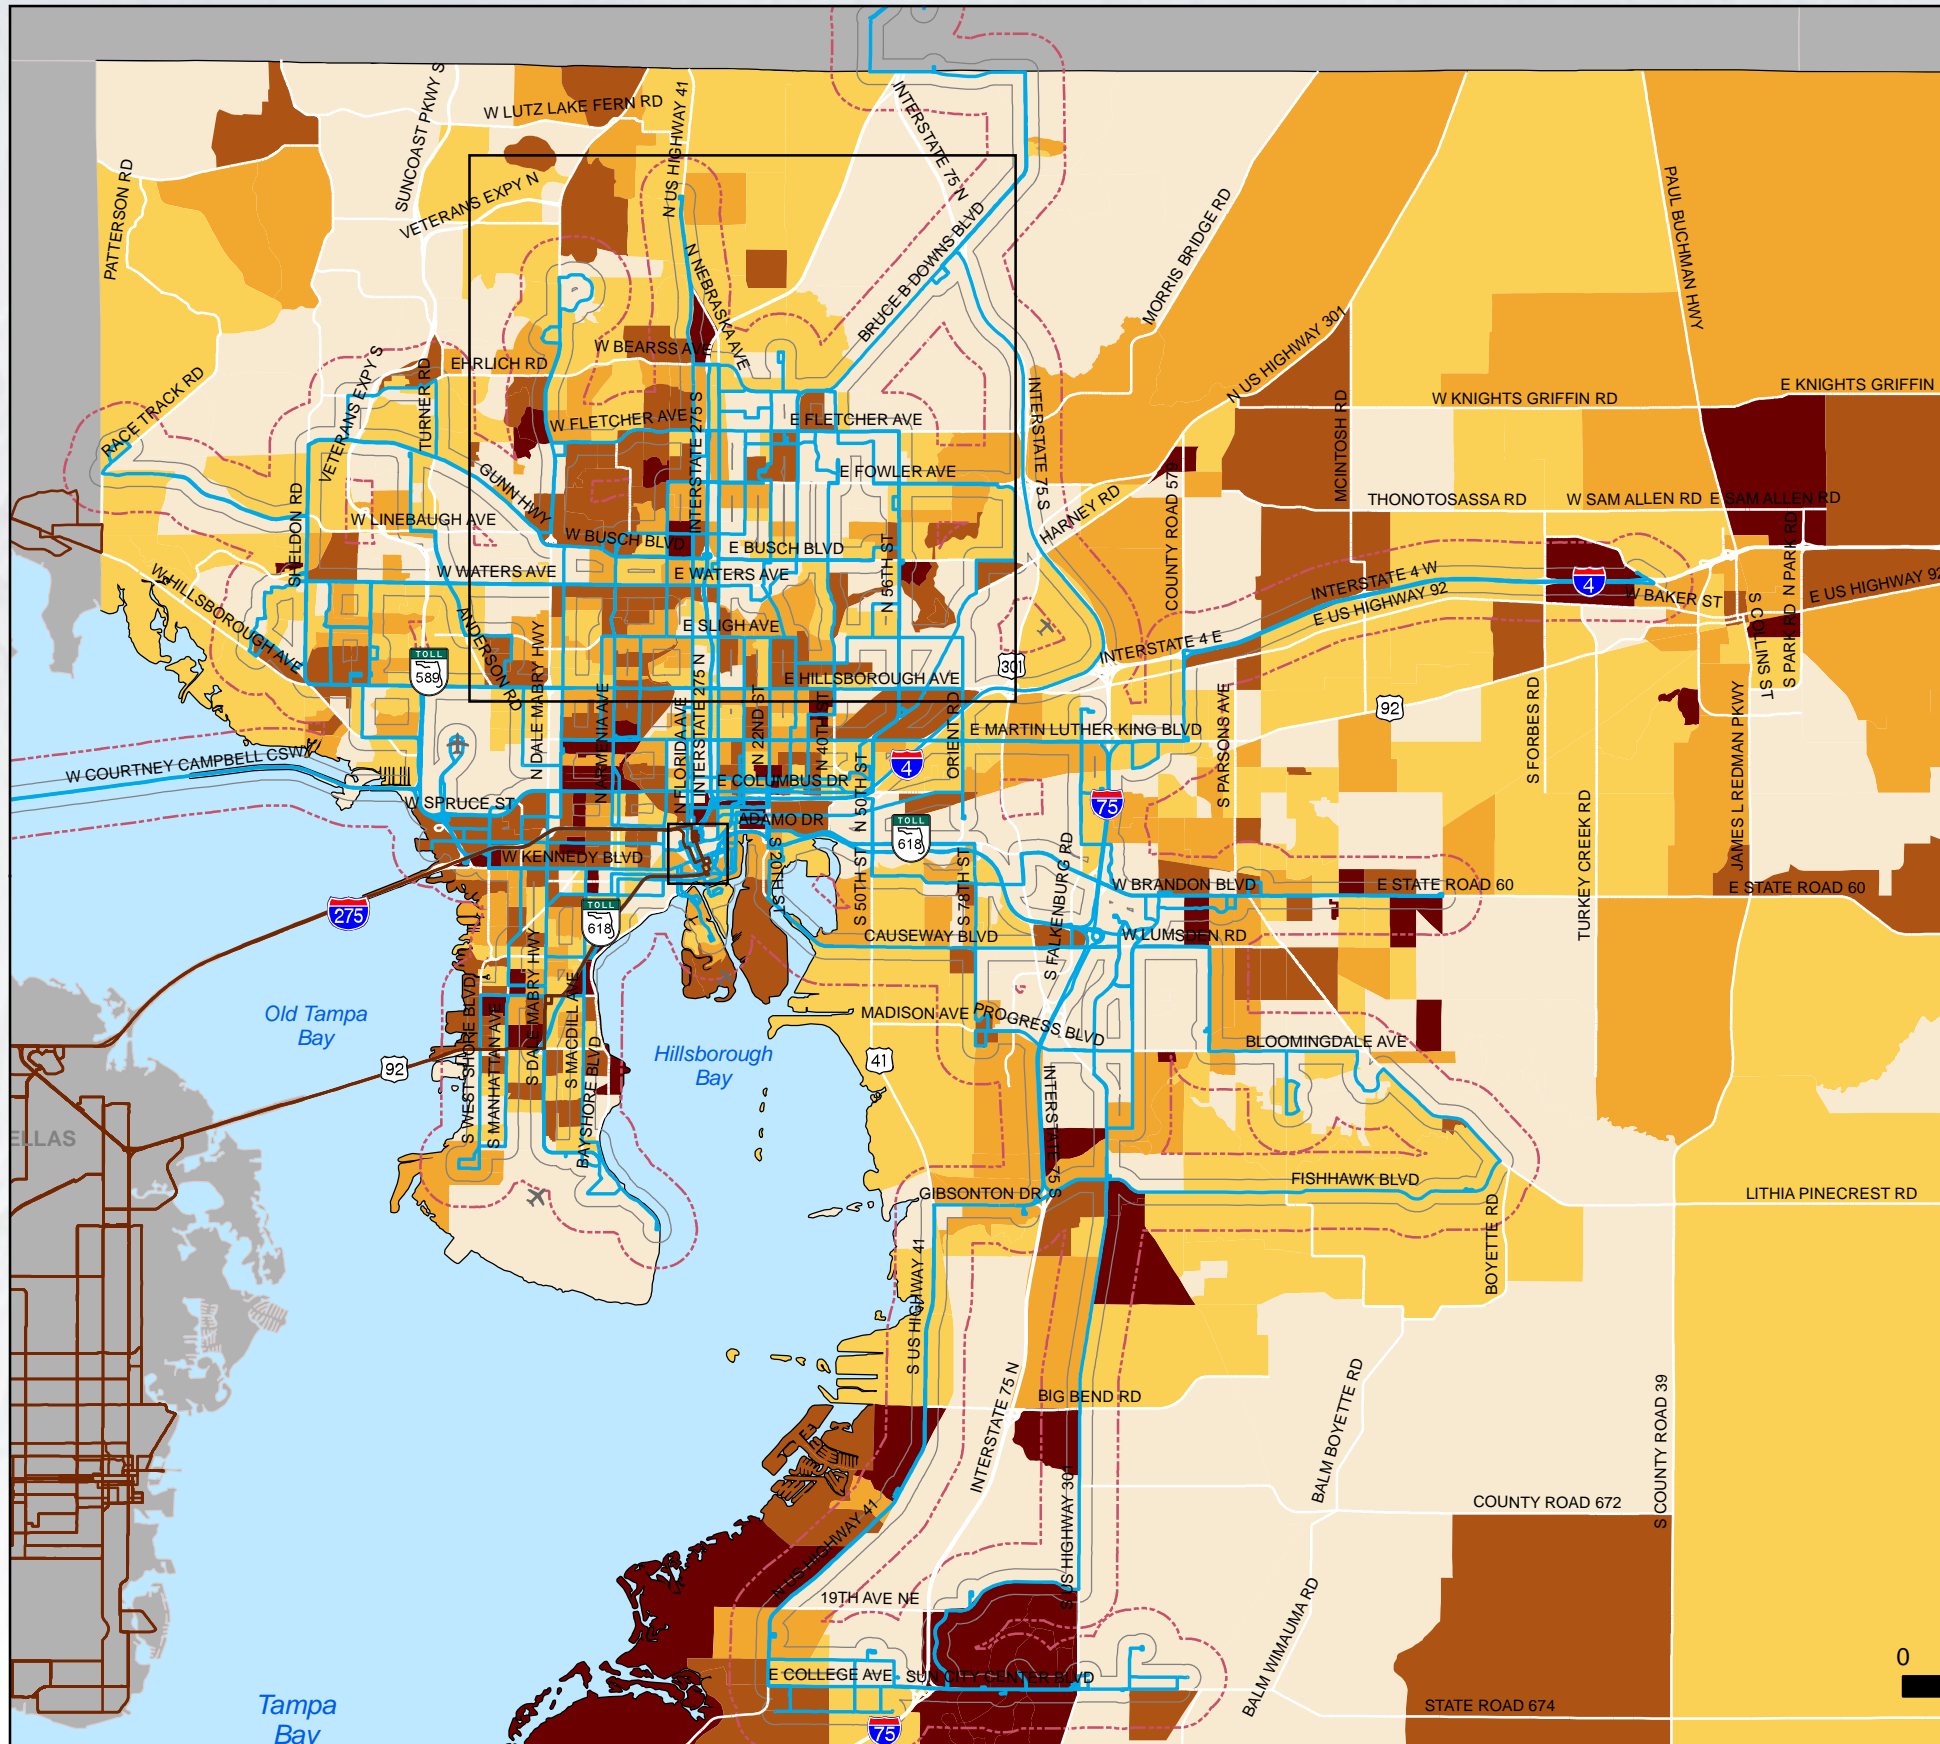 W LUTZ LAKE FERN RD
SUNCOAST PKWY S
N US HIGHWAY 41
INTERSTATE 75 N
PATTERSON RD
VETERANS EXPY N
PAUL BUCHMAN HWY
MORRIS BRIDGE RD
N NEBRASKA AVE
BRUCE B DOWNS BLVD
N US HIGHWAY 301
W BEARSS AVE
E
EHRLICH RD
VETERANS EXPY S
TURNER RD
RACE TRACK RD
INTERSTATE 75 S
E KNIGHTS GRIFFIN
W KNIGHTS GRIFFIN RD
MCINTOSH RD
W FLETCHER AVE
E FLETCHER AVE
INTERSTATE 275 S
E FOWLER AVE
GUNN HWY
HARNEY RD
COUNTY ROAD 579
THONOTOSASSA RD
W SAM ALLEN RD
E SAM ALLEN RD
SHELDON RD
W LINEBAUGH AVE
W BUSCH BLVD
E BUSCH BLVD
N 56TH ST
N PARK RD
W WATERS AVE
E WATERS AVE
W HILLSBOROUGH AVE
INTERSTATE 4 W
4
W BAKER ST
E US HIGHWAY 92
E US HIGHWAY 92
ANDERSON RD
E SLIGH AVE
S COLLINS ST
S PARK RD
TOLL
589
N DALE MABRY HWY
INTERSTATE 4 E
301
E HILLSBOROUGH AVE
INTERSTATE 275 N
N ARMENIA AVE
N FLORIDA AVE
N 22ND ST
N 40TH ST
ORIENT RD
S PARSONS AVE
92
S FORBES RD
JAMES L REDMAN PKWY
E MARTIN LUTHER KING BLVD
W COURTNEY CAMPBELL CSWY
4
E COLUMBUS DR
N 50TH ST
75
W SPRUCE ST
ADAMO DR
TOLL
618
TURKEY CREEK RD
W KENNEDY BLVD
S 20TH ST
S 50TH ST
S 78TH ST
S FALKENBURG RD
W BRANDON BLVD
E STATE ROAD 60
E STATE ROAD 60
275
TOLL
618
CAUSEWAY BLVD
W LUMSDEN RD
Old Tampa
Bay
S WEST SHORE BLVD
S MANHATTAN AVE
S DALE MABRY HWY
S MACDILL AVE
BAYSHORE BLVD
Hillsborough
Bay
MADISON AVE
PROGRESS BLVD
BLOOMINGDALE AVE
92
41
ELLAS
INTERSTATE 75 S
FISHHAWK BLVD
GIBSONTON DR
LITHIA PINECREST RD
BOYETTE RD
S US HIGHWAY 41
INTERSTATE 75 N
BIG BEND RD
BALM BOYETTE RD
S COUNTY ROAD 39
COUNTY ROAD 672
S US HIGHWAY 301
N US HIGHWAY 41
19TH AVE NE
BALM WIMAUMA RD
0
E COLLEGE AVE
SUN CITY CENTER BLVD
Tampa
Bay
75
STATE ROAD 674